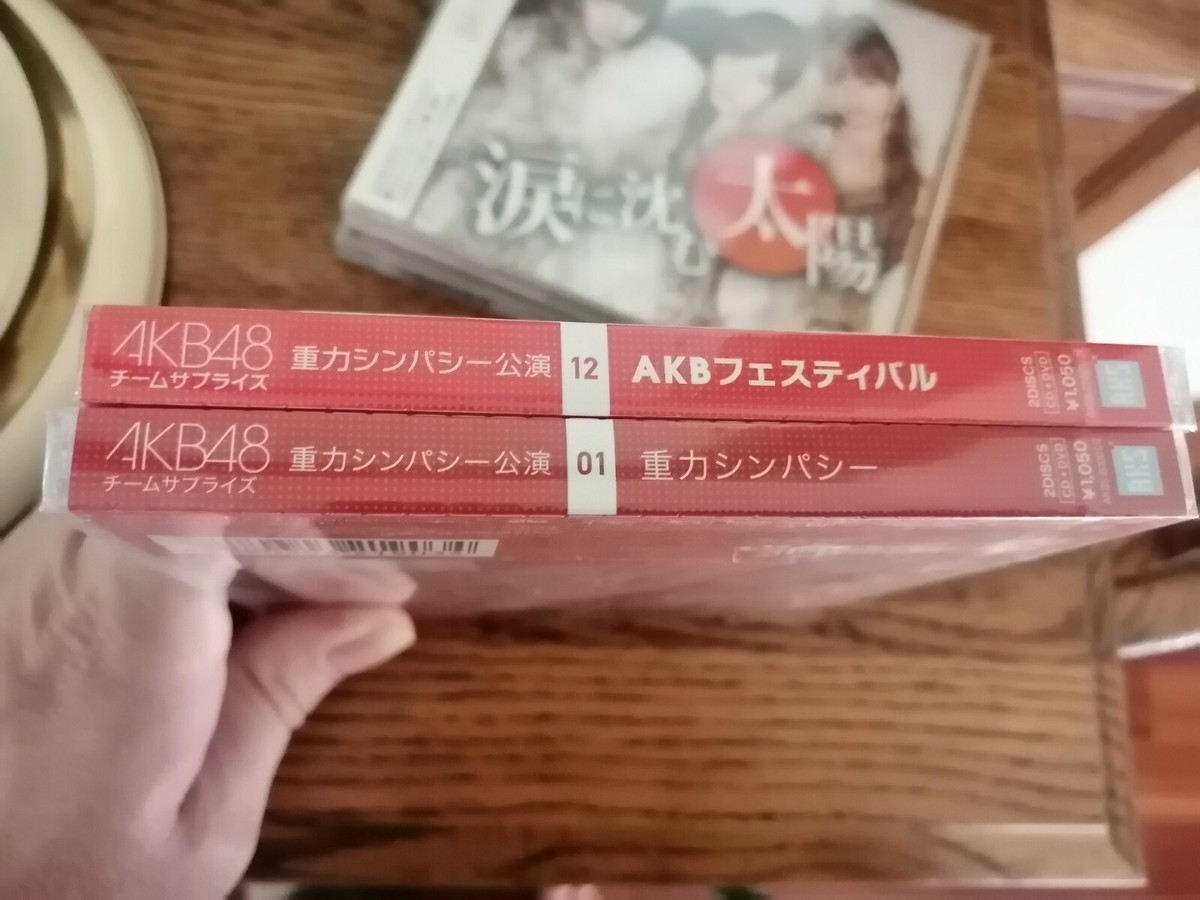 涙に沈む太陽
AKB48
チームサプライズ
重力シンパシー公演
12
AKBフェスティバル
2DISCS
CD+DVD
¥1,050
AKB48
チームサプライズ
重力シンパシー公演
01
重力シンパシー
2DISCS
CD+DVD
¥1,050